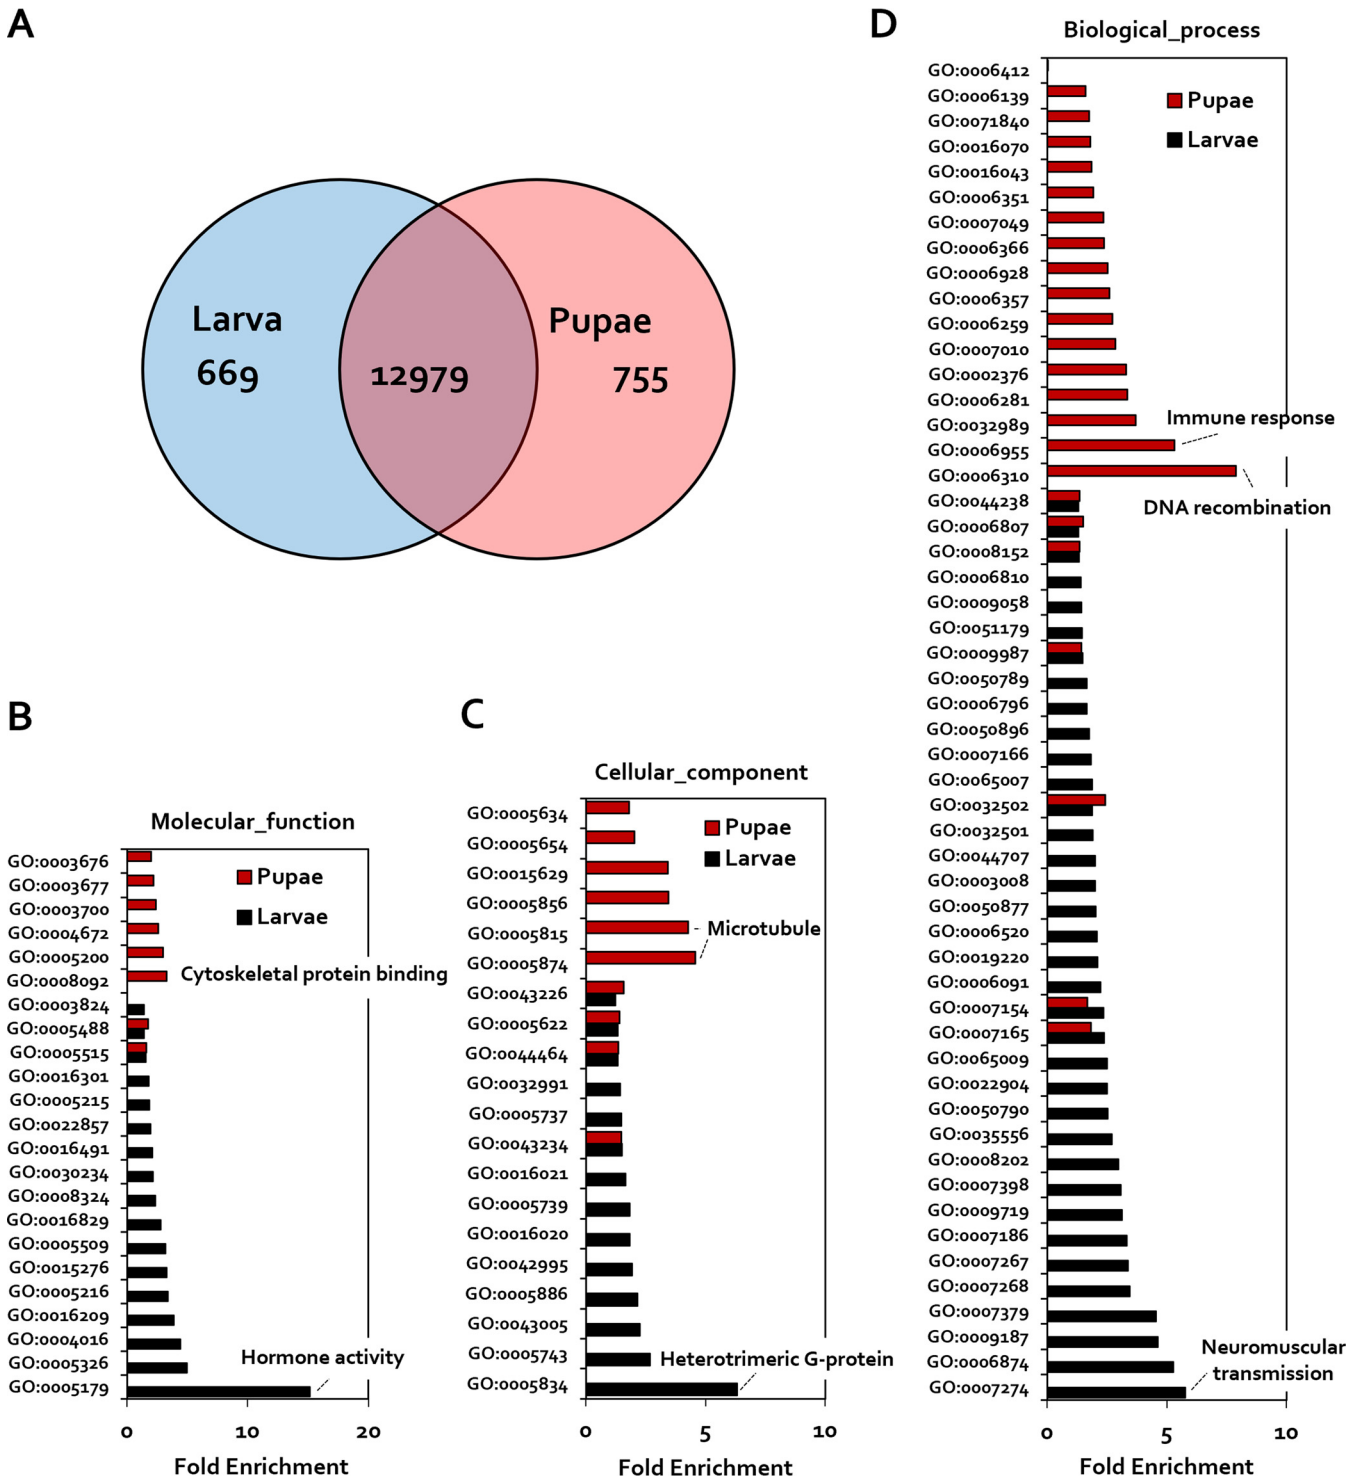 A
Larva
669
12979
Pupae
755
B
Molecular_function
GO:0003676
GO:0003677
GO:0003700
GO:0004672
GO:0005200
GO:0008092
GO:0003824
GO:0005488
GO:0005515
GO:0016301
GO:0005215
GO:0022857
GO:0016491
GO:0030234
GO:0008324
GO:0016829
GO:0005509
GO:0015276
GO:0005216
GO:0016209
GO:0004016
GO:0005326
GO:0005179
Pupae
Larvae
Cytoskeletal protein binding
Hormone activity
0 10 20
Fold Enrichment
C
Cellular_component
GO:0005634
GO:0005654
GO:0015629
GO:0005856
GO:0005815
GO:0005874
GO:0043226
GO:0005622
GO:0044464
GO:0032991
GO:0005737
GO:0043234
GO:0016021
GO:0005739
GO:0016020
GO:0042995
GO:0005886
GO:0043005
GO:0005743
GO:0005834
Pupae
Larvae
Microtubule
Heterotrimeric G-protein
0 5 10
Fold Enrichment
D
Biological_process
GO:0006412
GO:0006139
GO:0071840
GO:0016070
GO:0016043
GO:0006351
GO:0007049
GO:0006366
GO:0006928
GO:0006357
GO:0006259
GO:0007010
GO:0002376
GO:0006281
GO:0032989
GO:0006955
GO:0006310
GO:0044238
GO:0006807
GO:0008152
GO:0006810
GO:0009058
GO:0051179
GO:0009987
GO:0050789
GO:0006796
GO:0050896
GO:0007166
GO:0065007
GO:0032502
GO:0032501
GO:0044707
GO:0003008
GO:0050877
GO:0006520
GO:0019220
GO:0006091
GO:0007154
GO:0007165
GO:0065009
GO:0022904
GO:0050790
GO:0035556
GO:0008202
GO:0007398
GO:0009719
GO:0007186
GO:0007267
GO:0007268
GO:0007379
GO:0009187
GO:0006874
GO:0007274
Pupae
Larvae
Immune response
DNA recombination
Neuromuscular
transmission
0 5 10
Fold Enrichment